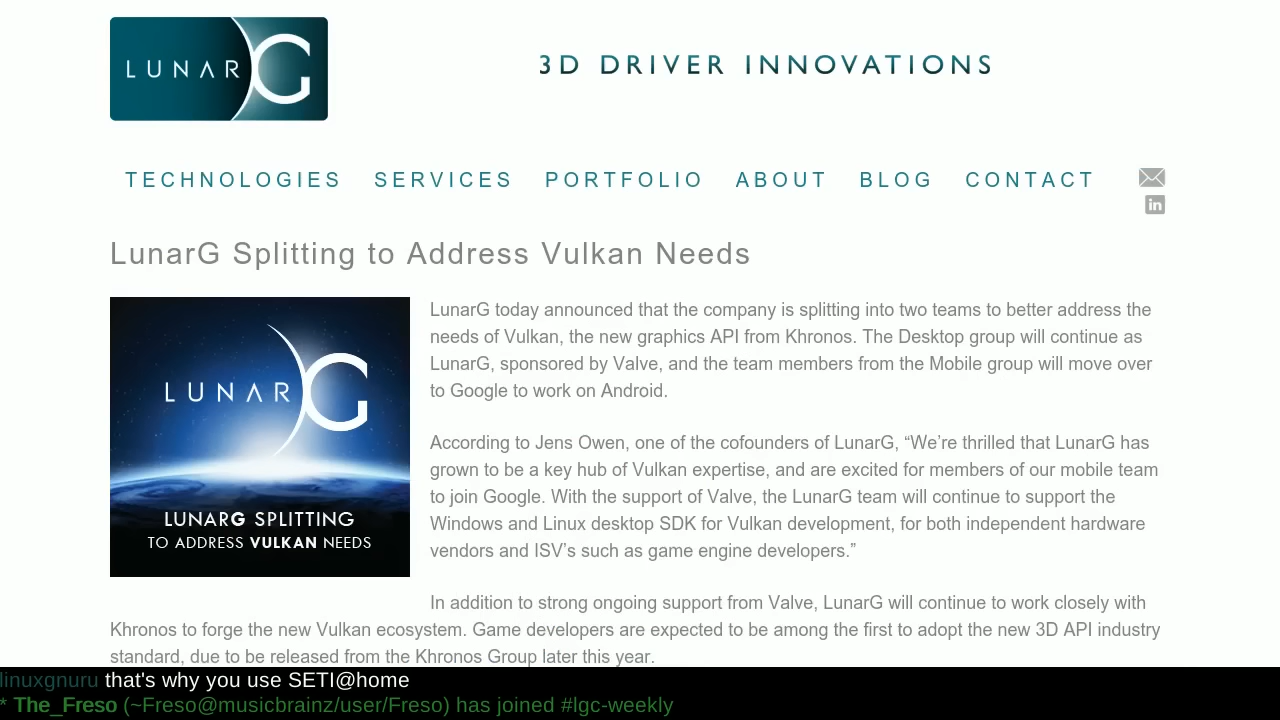 LUNARG
3D DRIVER INNOVATIONS
TECHNOLOGIES SERVICES PORTFOLIO ABOUT BLOG CONTACT
in
LunarG Splitting to Address Vulkan Needs
LUNARG
LUNARG SPLITTING
TO ADDRESS VULKAN NEEDS
LunarG today announced that the company is splitting into two teams to better address the
needs of Vulkan, the new graphics API from Khronos. The Desktop group will continue as
LunarG, sponsored by Valve, and the team members from the Mobile group will move over
to Google to work on Android.
According to Jens Owen, one of the cofounders of LunarG, “We’re thrilled that LunarG has
grown to be a key hub of Vulkan expertise, and are excited for members of our mobile team
to join Google. With the support of Valve, the LunarG team will continue to support the
Windows and Linux desktop SDK for Vulkan development, for both independent hardware
vendors and ISV’s such as game engine developers.”
In addition to strong ongoing support from Valve, LunarG will continue to work closely with
Khronos to forge the new Vulkan ecosystem. Game developers are expected to be among the first to adopt the new 3D API industry
standard, due to be released from the Khronos Group later this year.
linuxgnuru that's why you use SETI@home
* The_Freso (~Freso@musicbrainz/user/Freso) has joined #lgc-weekly